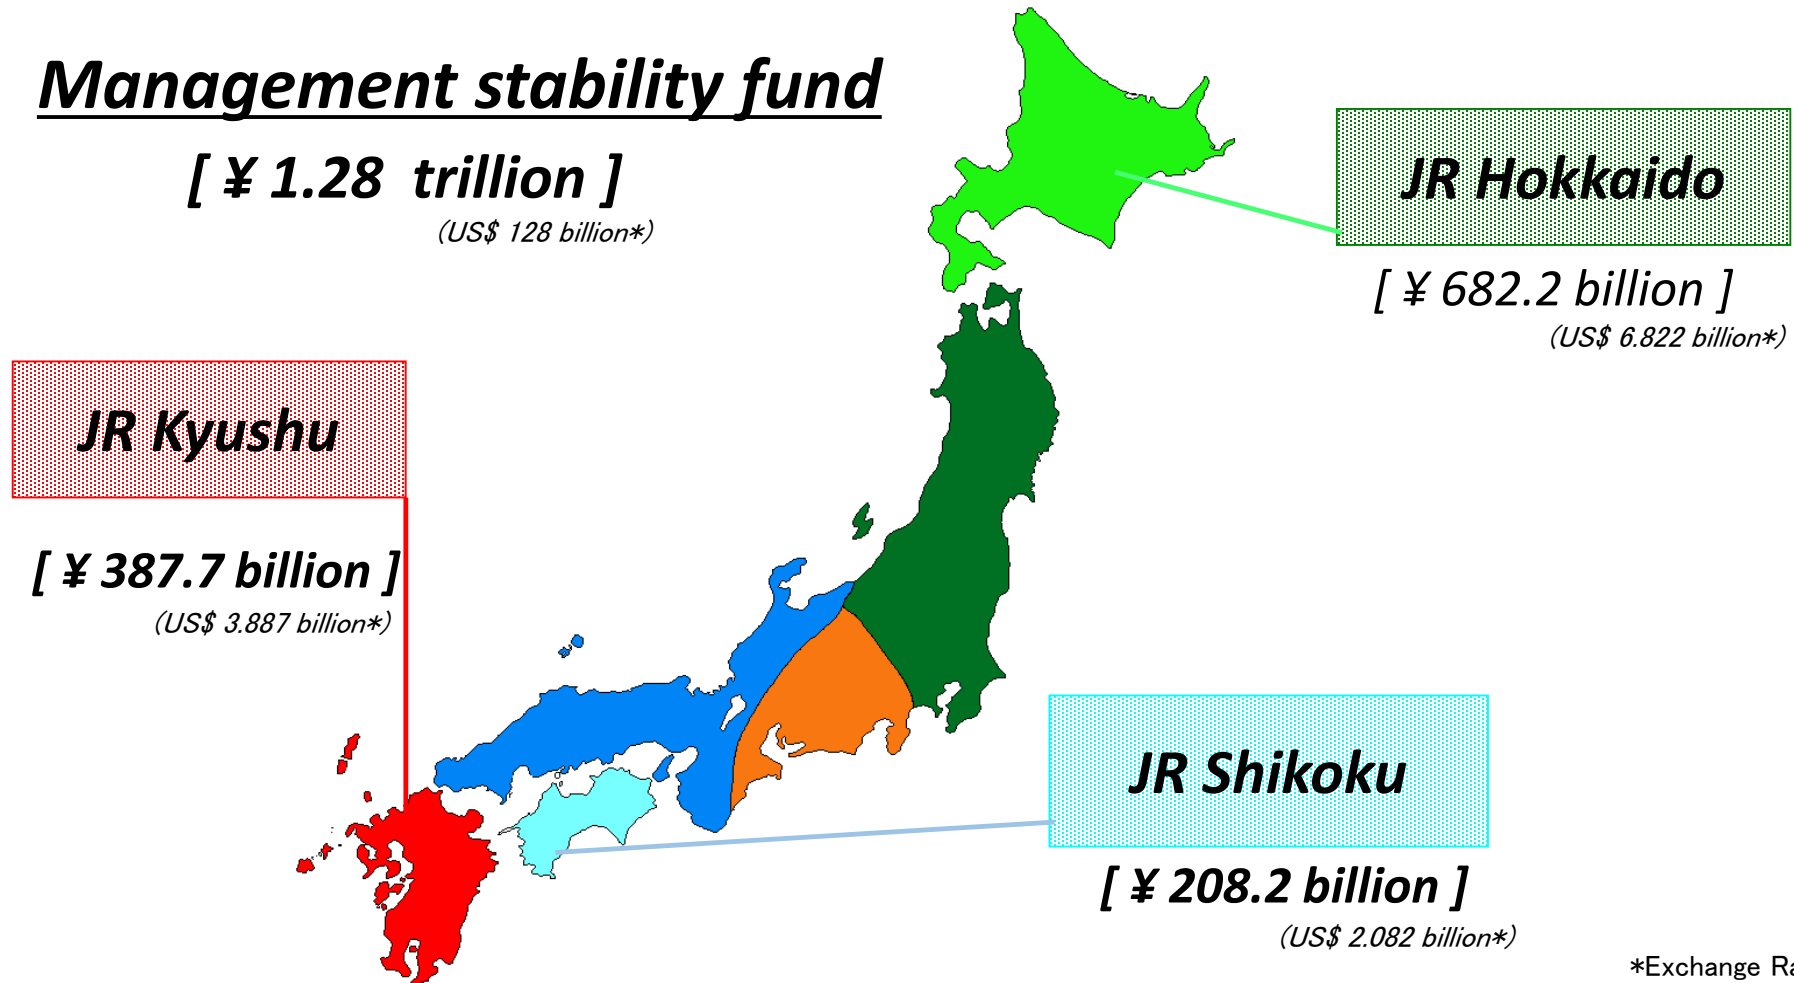 Management stability fund
[ ¥ 1.28 trillion ]
(US$ 128 billion*)
JR Hokkaido
[ ¥ 682.2 billion ]
(US$ 6.822 billion*)
JR Kyushu
[ ¥ 387.7 billion ]
(US$ 3.887 billion*)
JR Shikoku
[ ¥ 208.2 billion ]
(US$ 2.082 billion*)
*Exchange